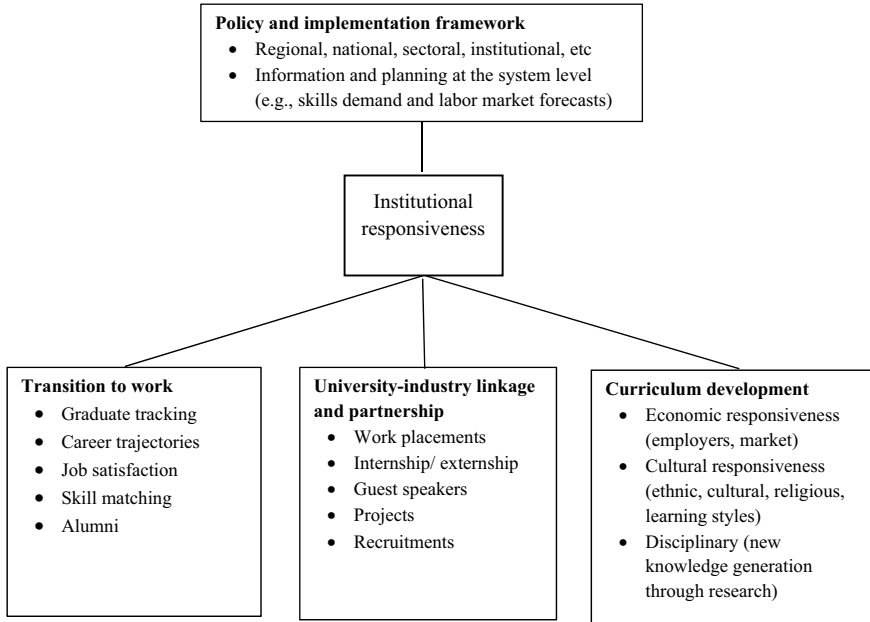 Policy and implementation framework
• Regional, national, sectoral, institutional, etc
• Information and planning at the system level
(e.g., skills demand and labor market forecasts)
Institutional
responsiveness
Transition to work
• Graduate tracking
• Career trajectories
• Job satisfaction
• Skill matching
• Alumni
University-industry linkage
and partnership
• Work placements
• Internship/ externship
• Guest speakers
• Projects
• Recruitments
Curriculum development
• Economic responsiveness
(employers, market)
• Cultural responsiveness
(ethnic, cultural, religious,
learning styles)
• Disciplinary (new
knowledge generation
through research)